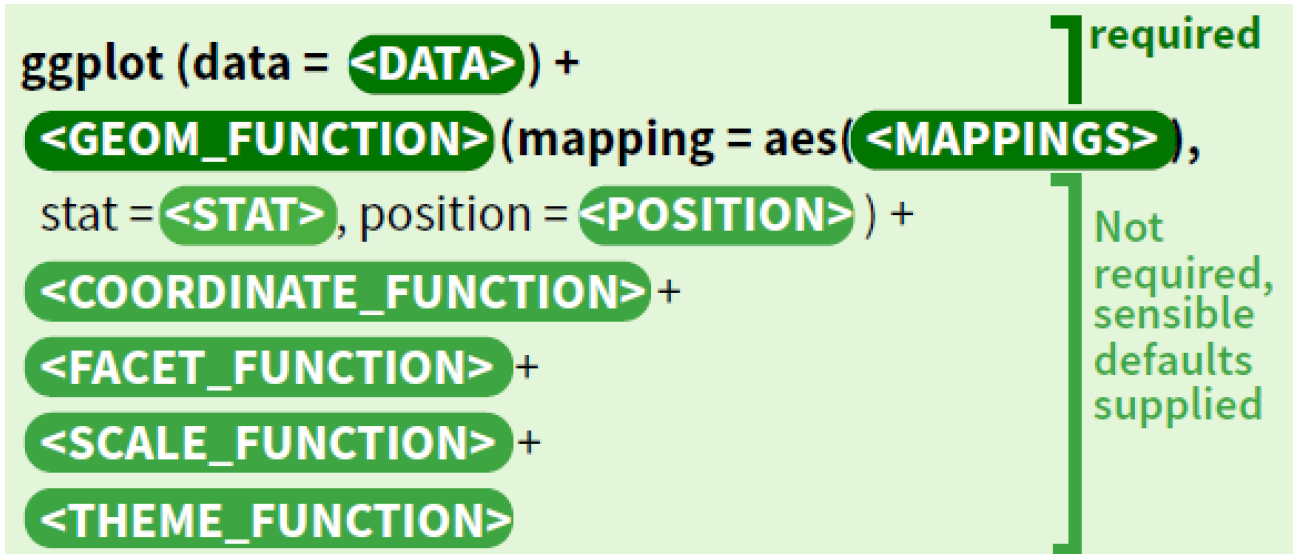 ggplot (data = <DATA>) +
required
<GEOM_FUNCTION> (mapping = aes( <MAPPINGS> ),
stat = <STAT>, position = <POSITION> ) +
Not
required,
sensible
defaults
supplied
<COORDINATE_FUNCTION> +
<FACET_FUNCTION> +
<SCALE_FUNCTION> +
<THEME_FUNCTION>